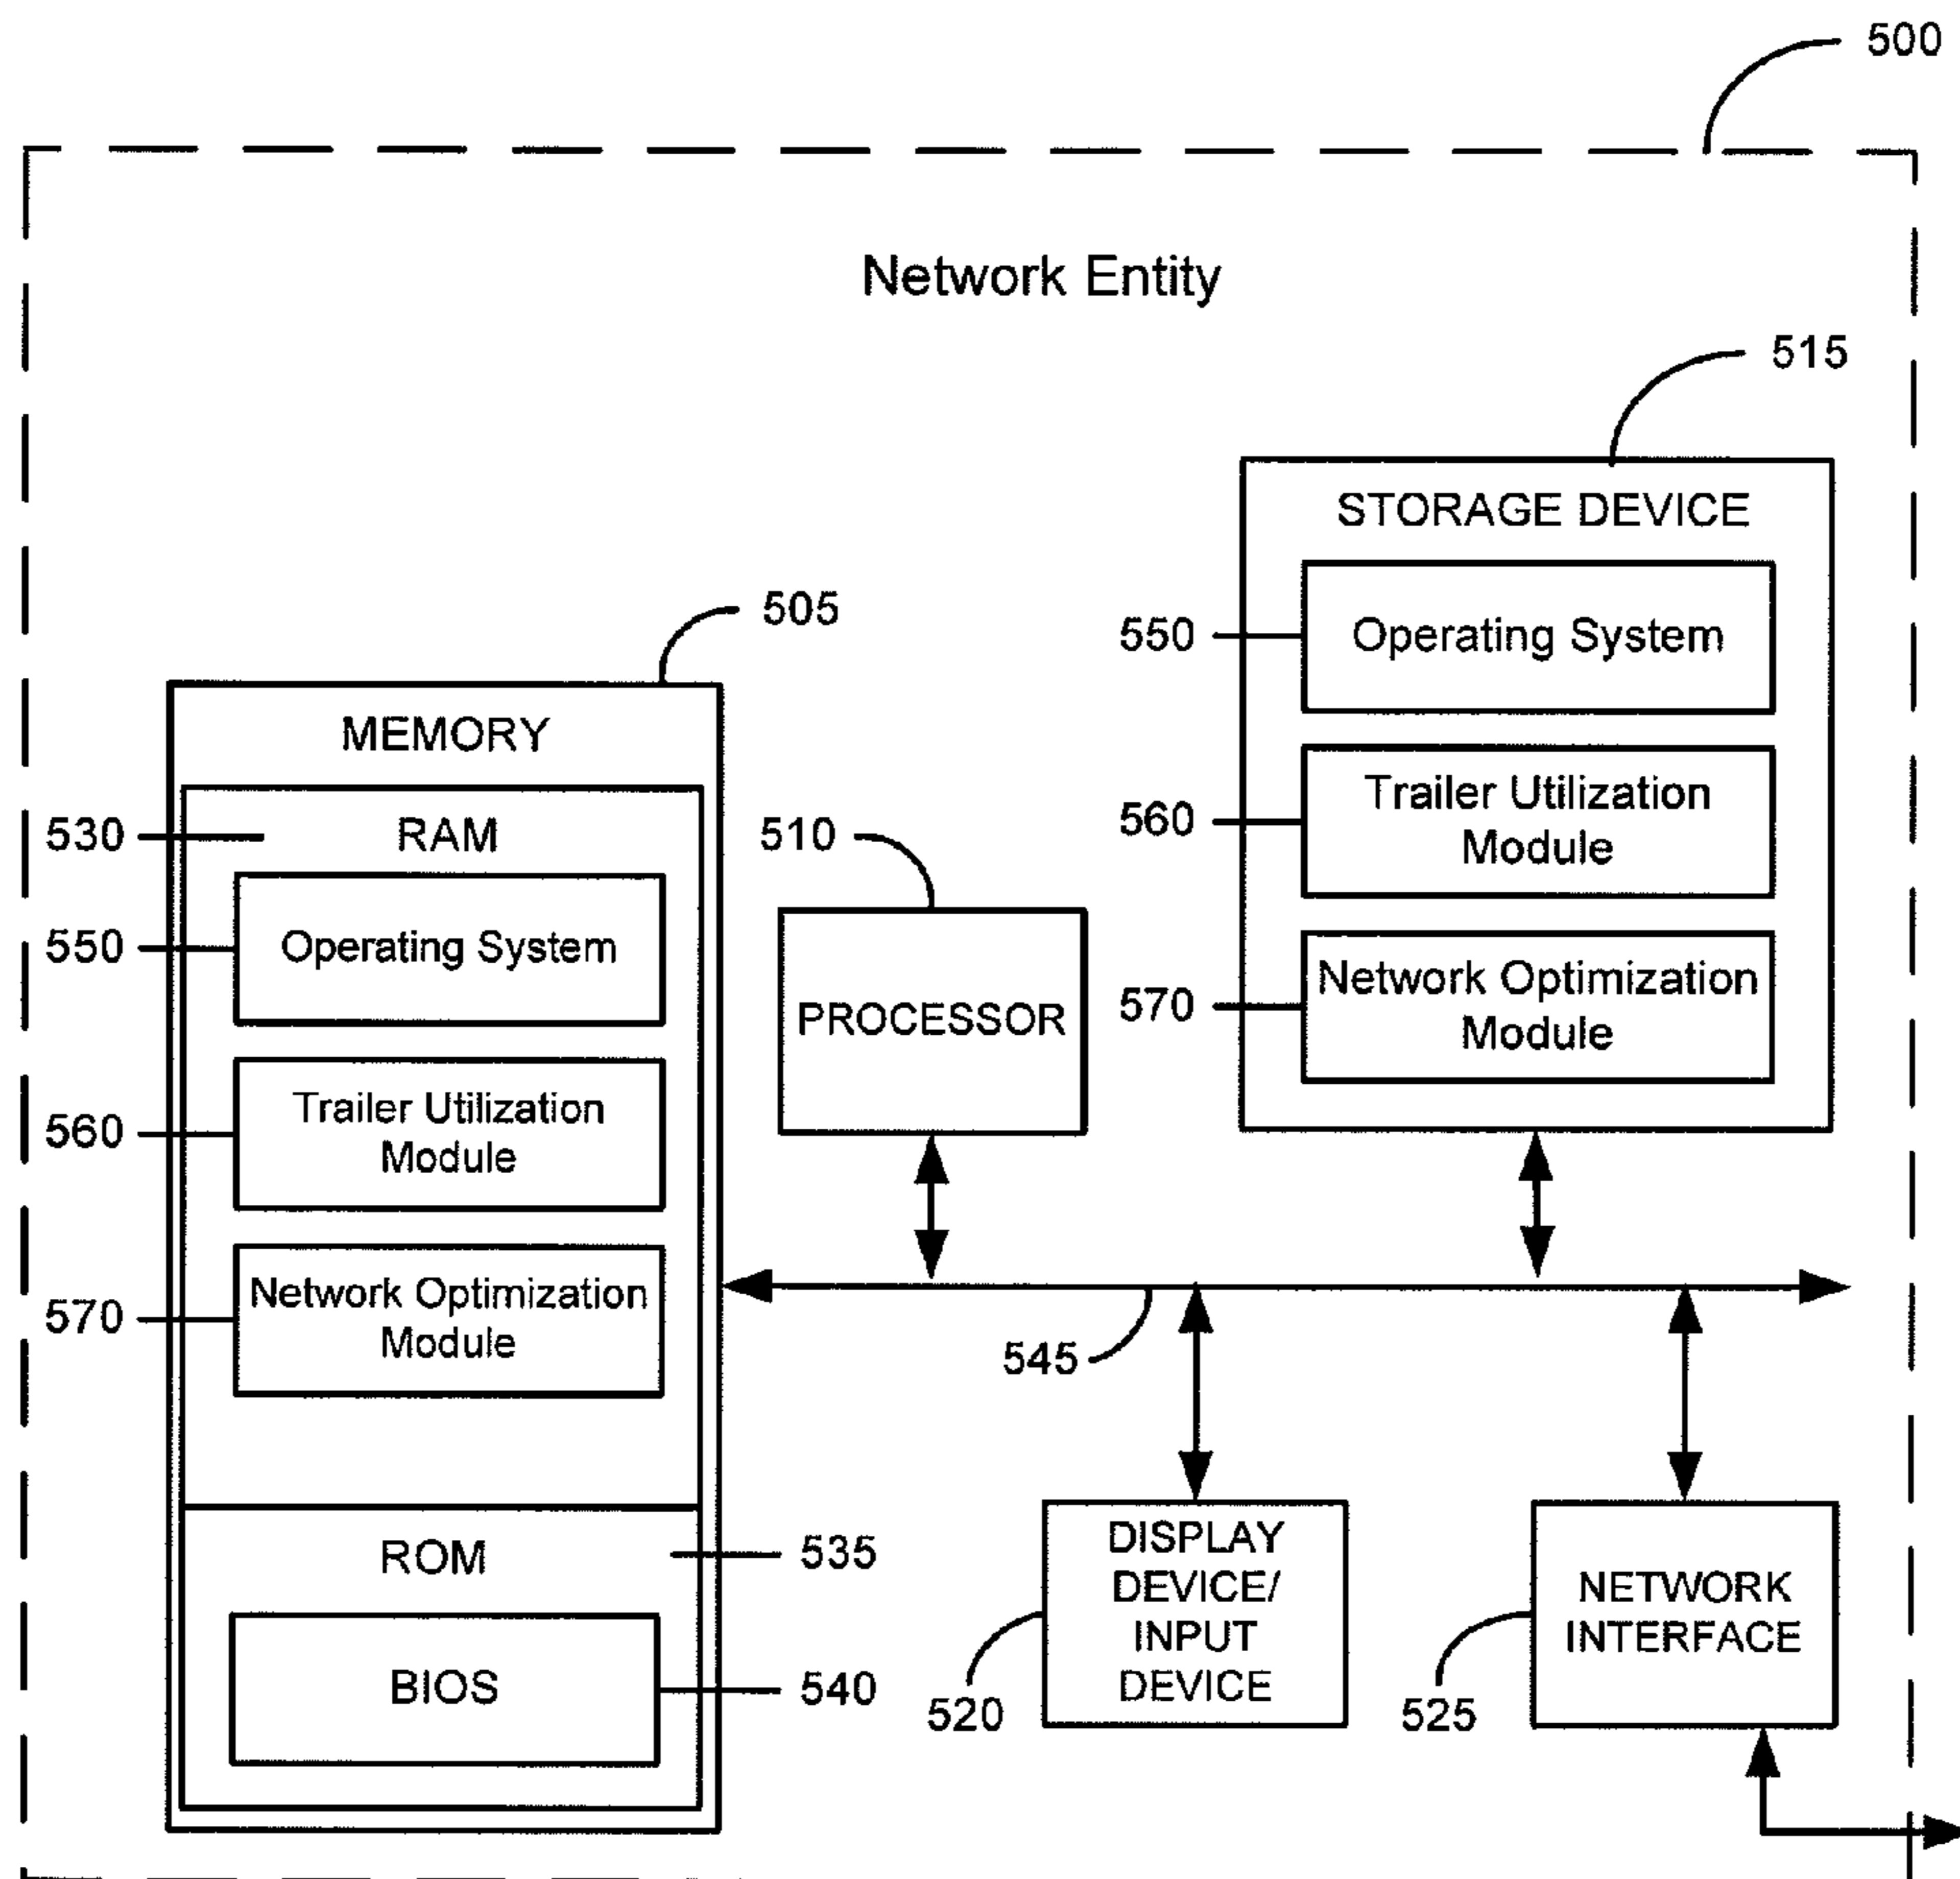 500
Network Entity
515
STORAGE DEVICE
550
Operating System
560
Trailer Utilization
Module
570
Network Optimization
Module
505
MEMORY
530
RAM
550
Operating System
560
Trailer Utilization
Module
570
Network Optimization
Module
510
PROCESSOR
545
ROM
535
BIOS
540
DISPLAY
DEVICE/
INPUT
DEVICE
520
NETWORK
INTERFACE
525